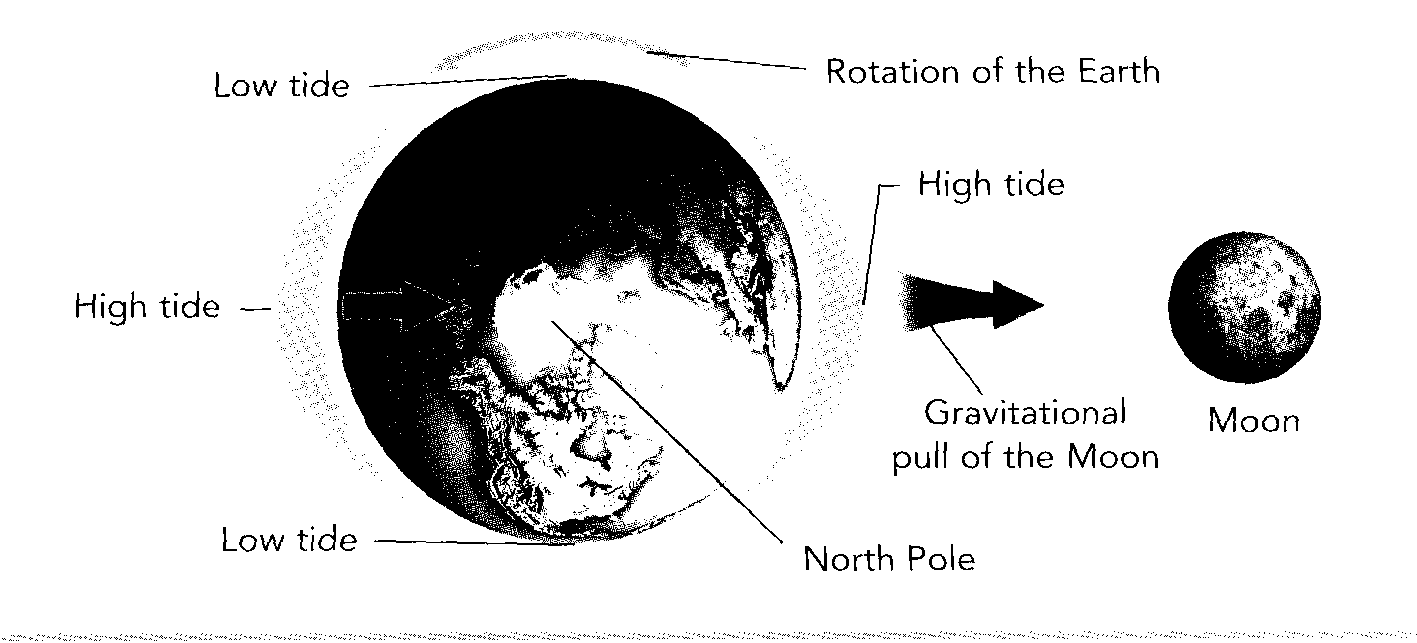 Low tide
Rotation of the Earth
High tide
High tide
Gravitational
pull of the Moon
Moon
Low tide
North Pole